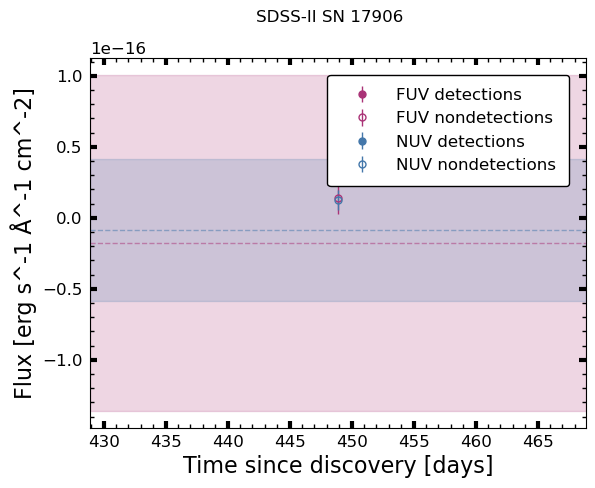 SDSS-II SN 17906
1e−16
FUV detections
FUV nondetections
NUV detections
NUV nondetections
1.0
0.5
0.0
−0.5
−1.0
Flux [erg s^-1 Å^-1 cm^-2]
430 435 440 445 450 455 460 465
Time since discovery [days]